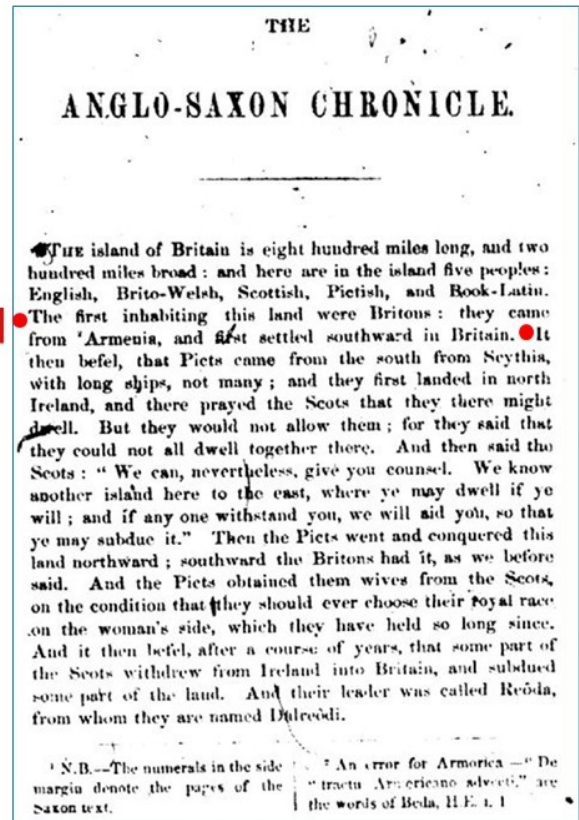 THE
ANGLO-SAXON CHRONICLE.
THE island of Britain is eight hundred miles long, and two
hundred miles broad: and here are in the island five peoples:
English, Brito-Welsh, Scottish, Pictish, and Book-Latin.
The first inhabiting this land were Britons: they came
from ²Armenia, and first settled southward in Britain. It
then befel, that Picts came from the south from Scythia,
with long ships, not many; and they first landed in north
Ireland, and there prayed the Scots that they there might
dwell. But they would not allow them; for they said that
they could not all dwell together there. And then said the
Scots: "We can, nevertheless, give you counsel. We know
another island here to the east, where ye may dwell if ye
will; and if any one withstand you, we will aid you, so that
ye may subdue it." Then the Picts went and conquered this
land northward; southward the Britons had it, as we before
said. And the Picts obtained them wives from the Scots,
on the condition that they should ever choose their royal race
on the woman's side, which they have held so long since.
And it then befel, after a course of years, that some part of
the Scots withdrew from Ireland into Britain, and subdued
some part of the land. And their leader was called Reôda,
from whom they are named Dalreôdi.
¹ N.B.—The numerals in the side
margin denote the pages of the
Saxon text.
² An error for Armorica—"De
"tractu Armoricano advecti," are
the words of Beda, H.E. i. 1